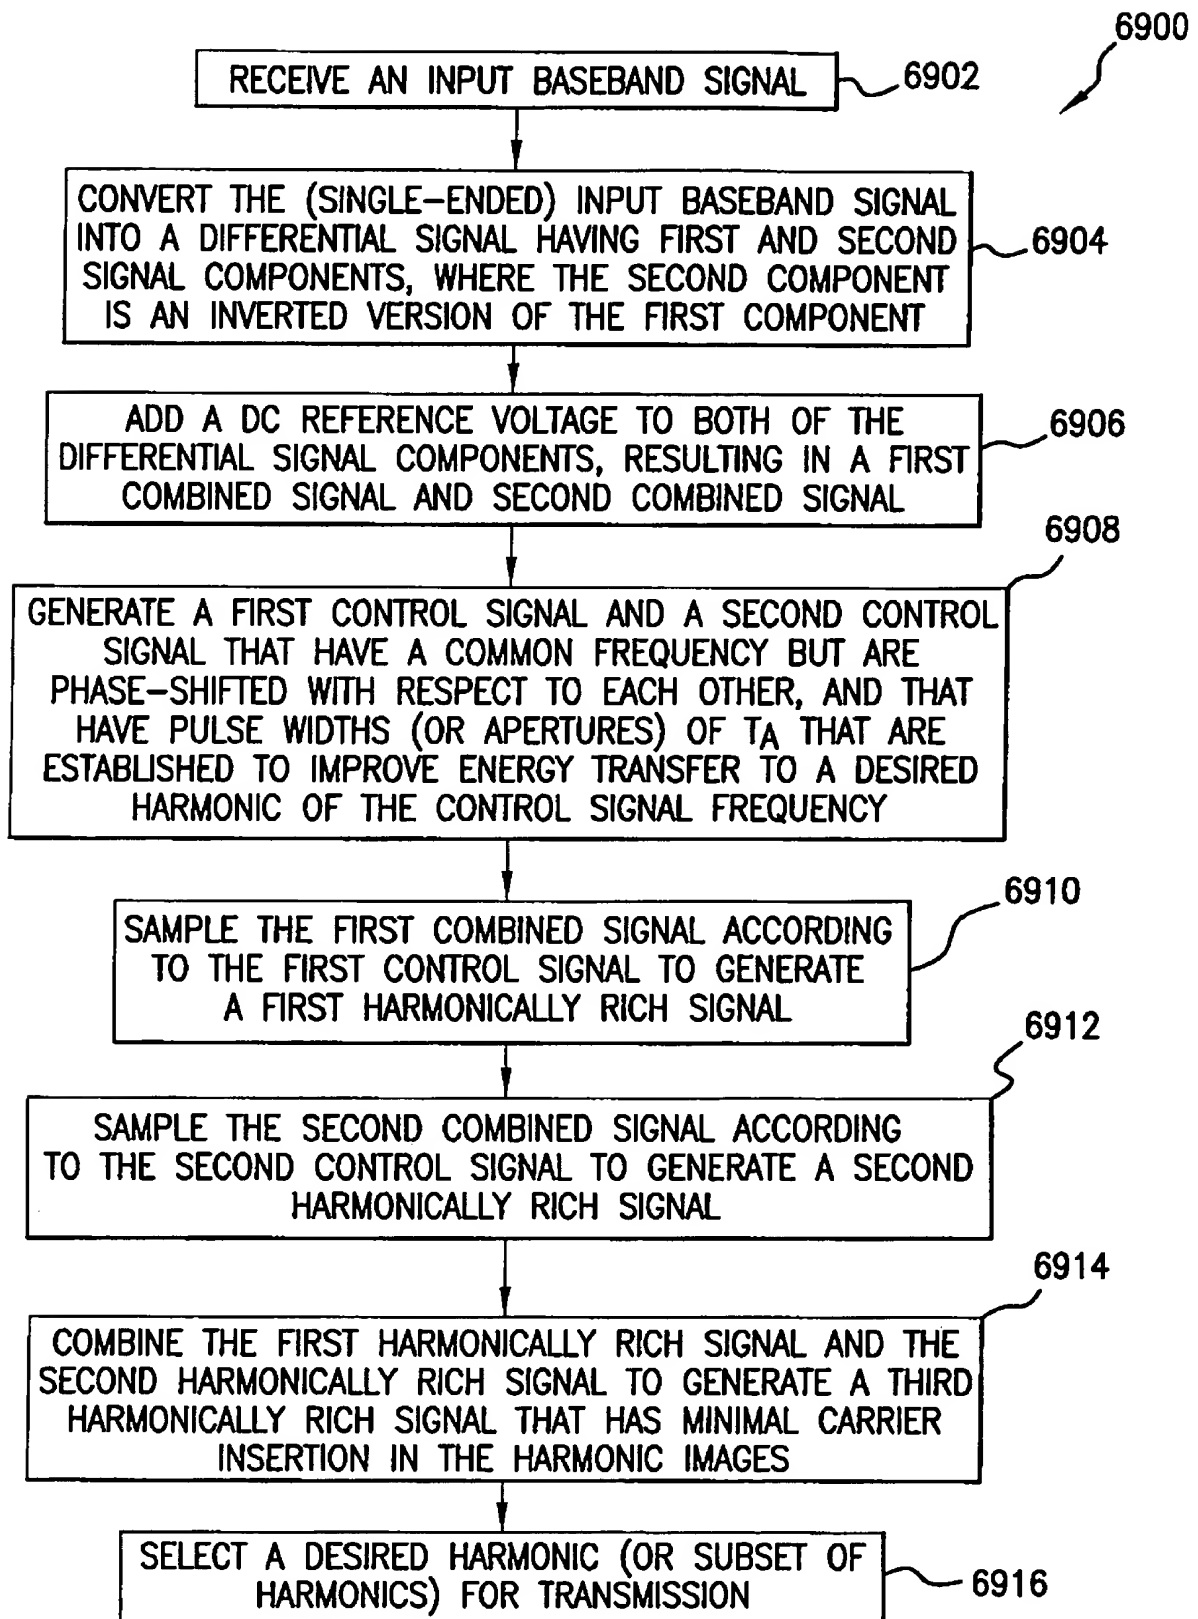 6900
RECEIVE AN INPUT BASEBAND SIGNAL
6902
CONVERT THE (SINGLE-ENDED) INPUT BASEBAND SIGNAL
INTO A DIFFERENTIAL SIGNAL HAVING FIRST AND SECOND
SIGNAL COMPONENTS, WHERE THE SECOND COMPONENT
IS AN INVERTED VERSION OF THE FIRST COMPONENT
6904
ADD A DC REFERENCE VOLTAGE TO BOTH OF THE
DIFFERENTIAL SIGNAL COMPONENTS, RESULTING IN A FIRST
COMBINED SIGNAL AND SECOND COMBINED SIGNAL
6906
6908
GENERATE A FIRST CONTROL SIGNAL AND A SECOND CONTROL
SIGNAL THAT HAVE A COMMON FREQUENCY BUT ARE
PHASE-SHIFTED WITH RESPECT TO EACH OTHER, AND THAT
HAVE PULSE WIDTHS (OR APERTURES) OF TA THAT ARE
ESTABLISHED TO IMPROVE ENERGY TRANSFER TO A DESIRED
HARMONIC OF THE CONTROL SIGNAL FREQUENCY
6910
SAMPLE THE FIRST COMBINED SIGNAL ACCORDING
TO THE FIRST CONTROL SIGNAL TO GENERATE
A FIRST HARMONICALLY RICH SIGNAL
6912
SAMPLE THE SECOND COMBINED SIGNAL ACCORDING
TO THE SECOND CONTROL SIGNAL TO GENERATE A SECOND
HARMONICALLY RICH SIGNAL
6914
COMBINE THE FIRST HARMONICALLY RICH SIGNAL AND THE
SECOND HARMONICALLY RICH SIGNAL TO GENERATE A THIRD
HARMONICALLY RICH SIGNAL THAT HAS MINIMAL CARRIER
INSERTION IN THE HARMONIC IMAGES
SELECT A DESIRED HARMONIC (OR SUBSET OF
HARMONICS) FOR TRANSMISSION
6916